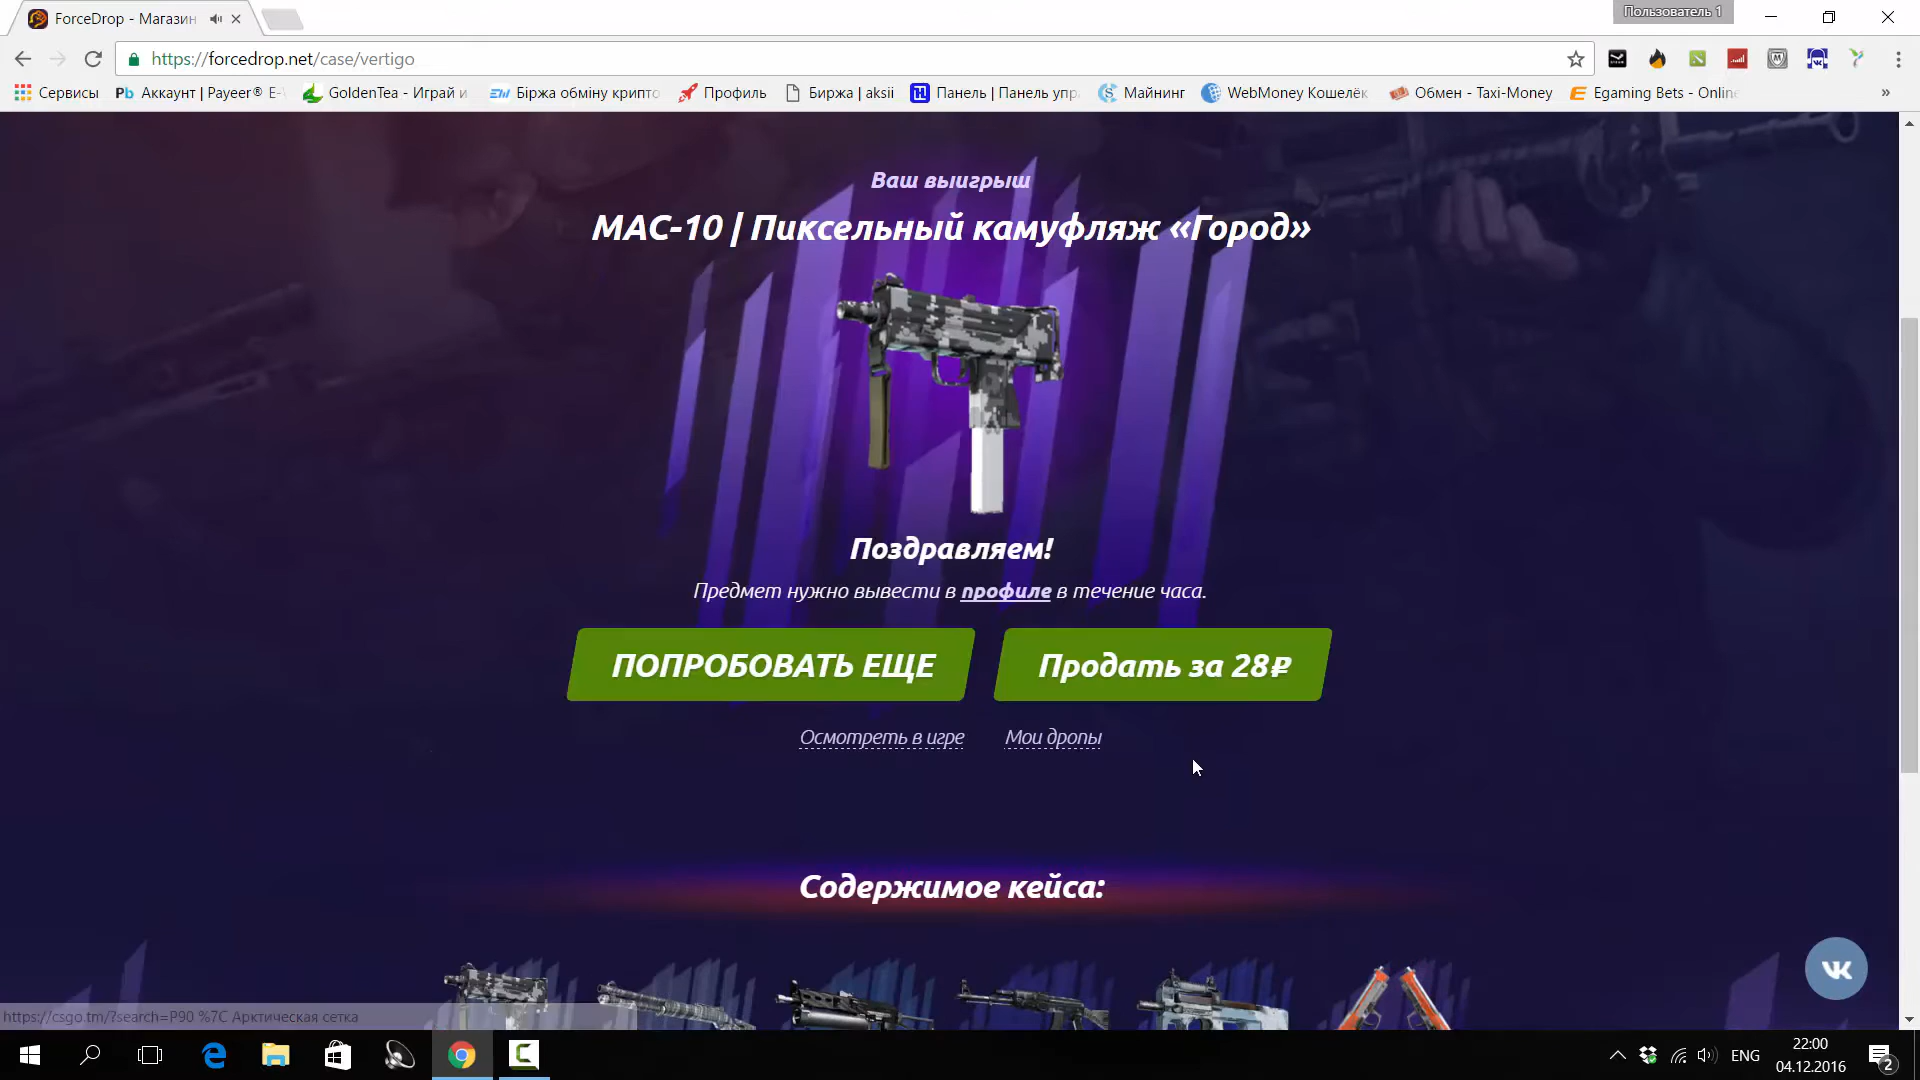 ForceDrop - Магазин
Пользователь 1
https://forcedrop.net/case/vertigo
Сервисы
Аккаунт | Payeer® E-
GoldenTea - Играй и
Біржа обміну крипто
Профиль
Биржа | aksii
Панель | Панель упра
Майнинг
WebMoney Кошелёк
Обмен - Taxi-Money
Egaming Bets - Online
»
Ваш выигрыш
MAC-10 | Пиксельный камуфляж «Город»
Поздравляем!
Предмет нужно вывести в профиле в течение часа.
ПОПРОБОВАТЬ ЕЩЕ
Продать за 28₽
Осмотреть в игре
Мои дропы
Содержимое кейса:
https://csgo.tm/?search=P90 %7C Арктическая сетка
ENG
22:00
04.12.2016
2